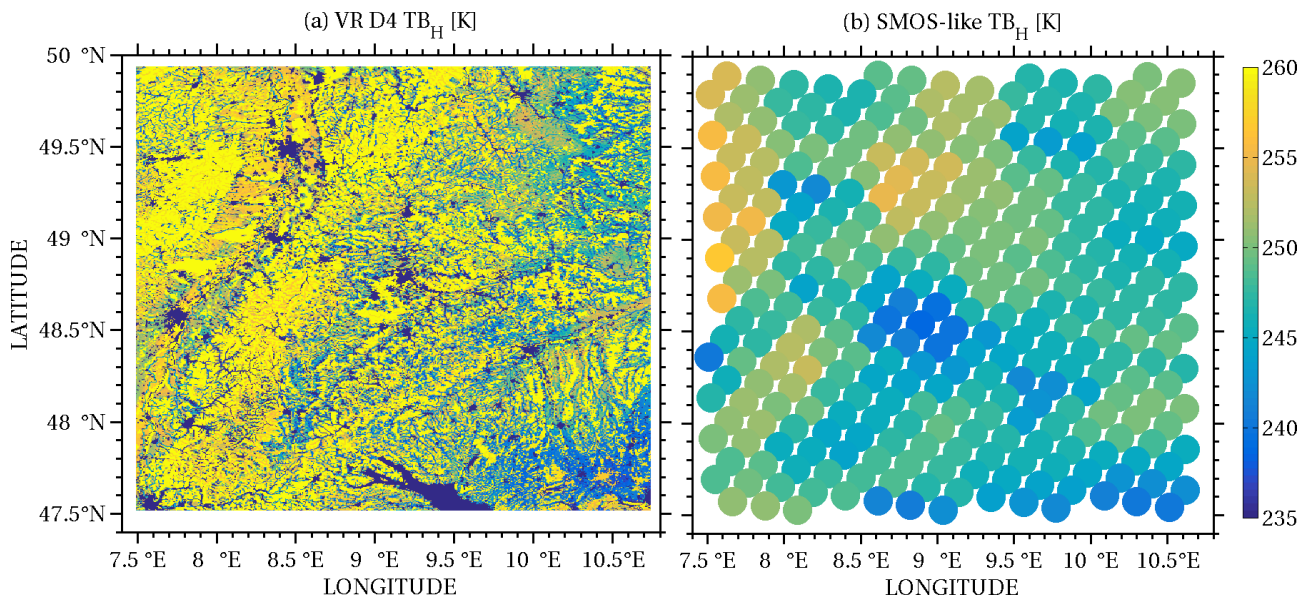 (a) VR D4 TB_H [K]
(b) SMOS-like TB_H [K]
50 °N
49.5°N
49 °N
48.5°N
48 °N
47.5°N
LATITUDE
7.5 °E 8 °E 8.5 °E 9 °E 9.5 °E 10 °E 10.5°E
LONGITUDE
7.5 °E 8 °E 8.5 °E 9 °E 9.5 °E 10 °E 10.5°E
LONGITUDE
260
255
250
245
240
235